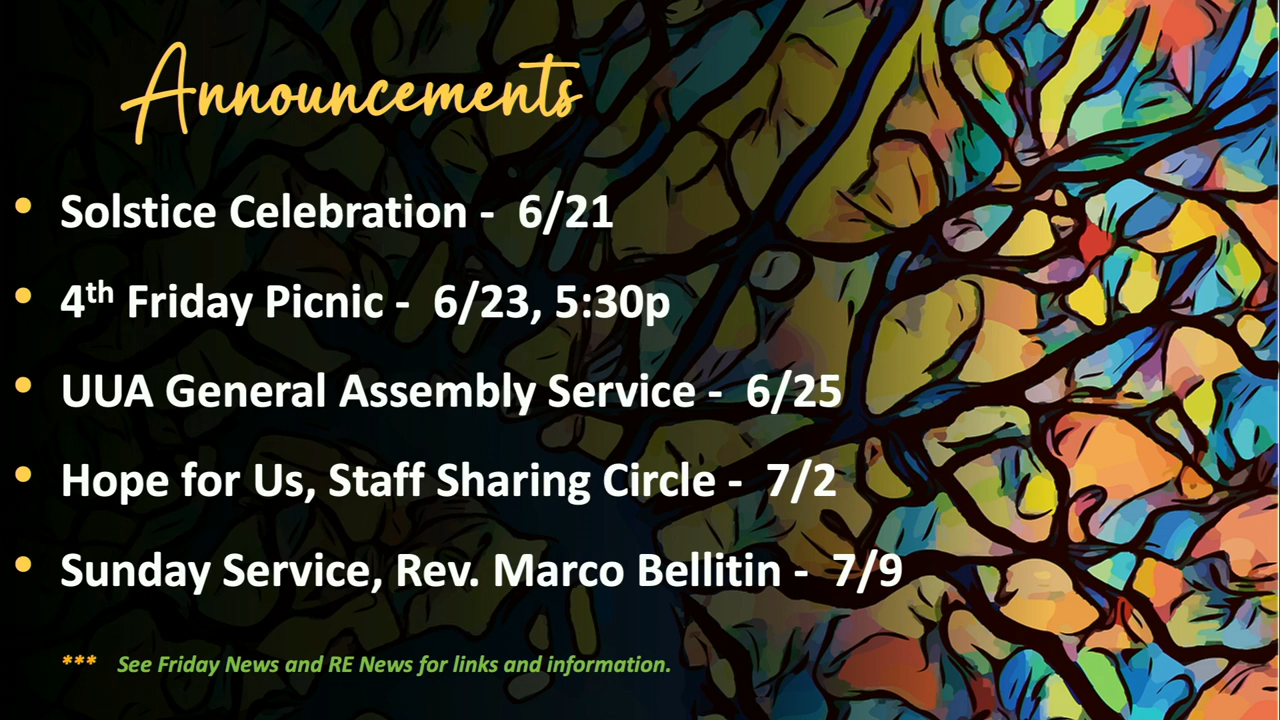 Announcements
• Solstice Celebration -  6/21
• 4th Friday Picnic -  6/23, 5:30p
• UUA General Assembly Service -  6/25
• Hope for Us, Staff Sharing Circle -  7/2
• Sunday Service, Rev. Marco Bellitin -  7/9
*** See Friday News and RE News for links and information.